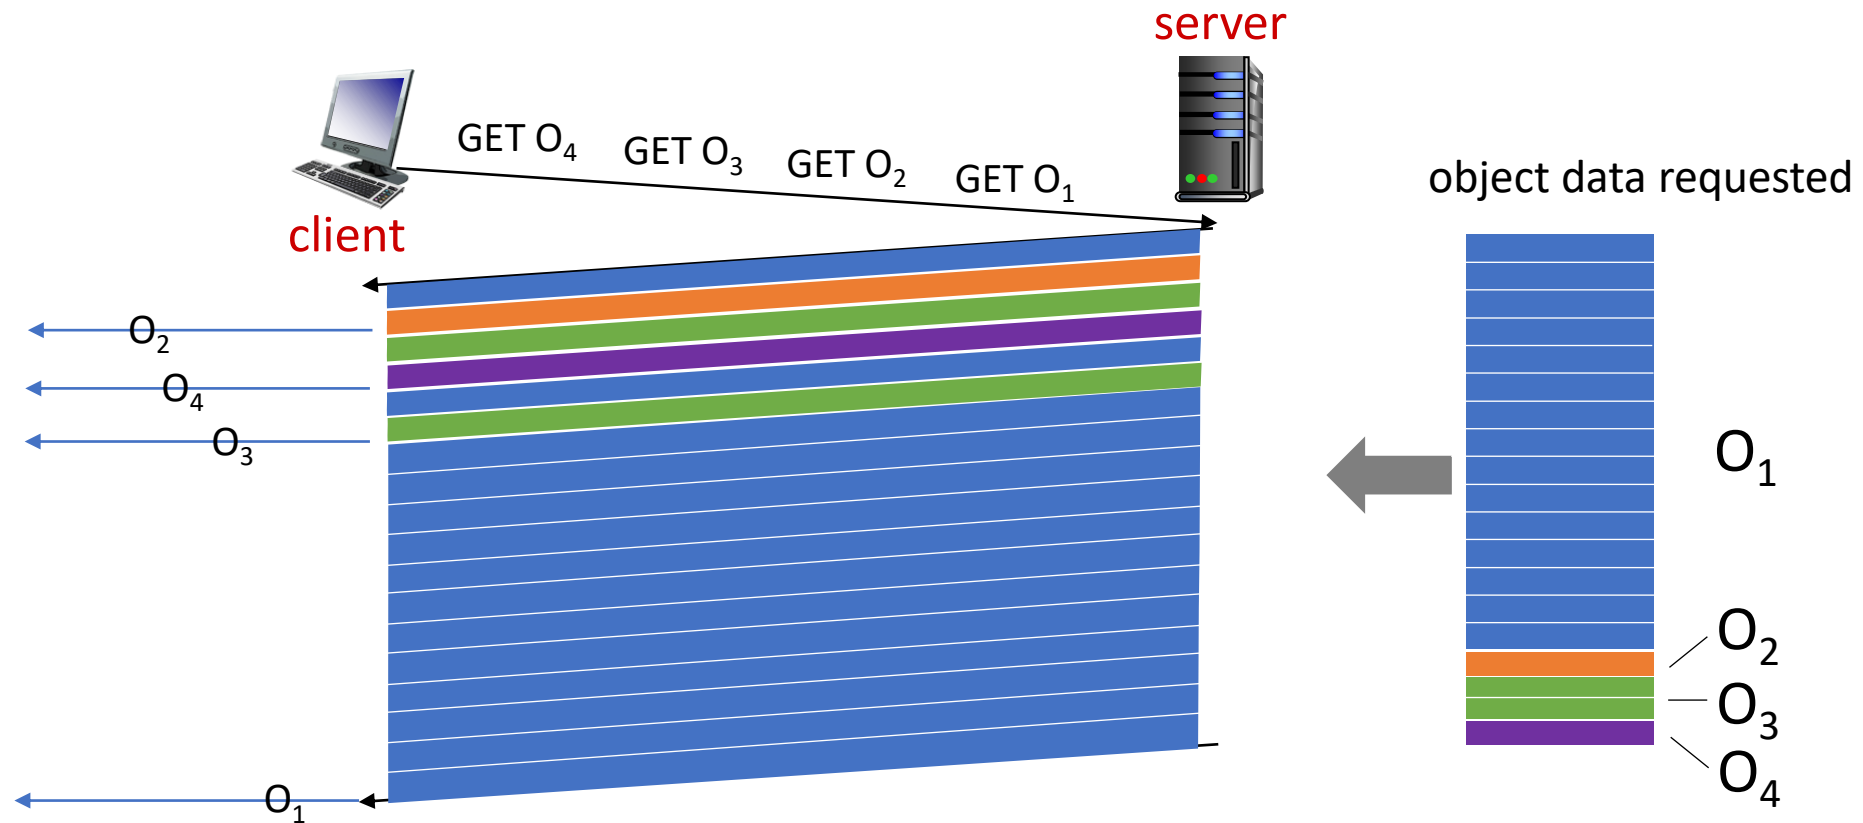 server
client
GET O4
GET O3
GET O2
GET O1
object data requested
O2
O4
O3
O1
O1
O2
O3
O4